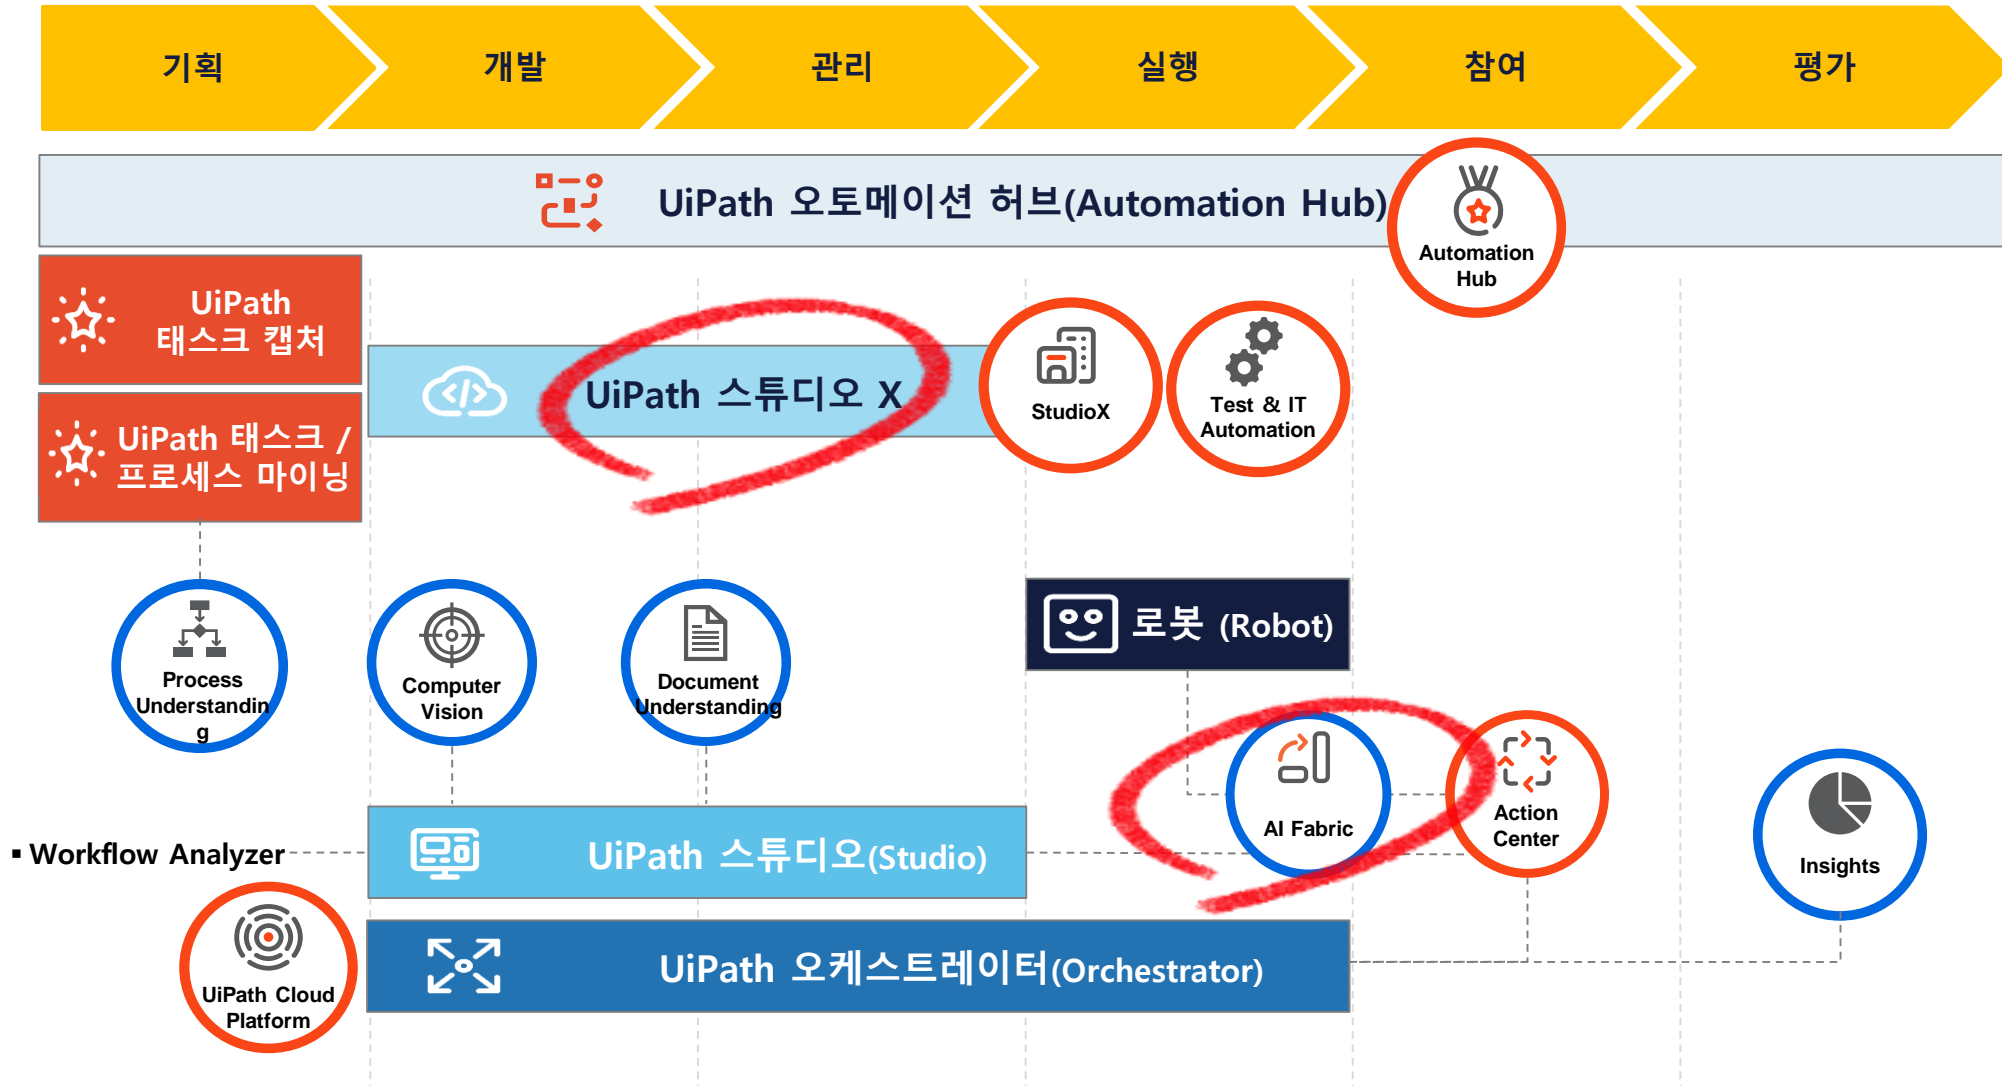 기획
개발
관리
실행
참여
평가
UiPath 오토메이션 허브(Automation Hub)
Automation
Hub
UiPath
태스크 캡처
UiPath 스튜디오 X
StudioX
Test & IT
Automation
UiPath 태스크 /
프로세스 마이닝
로봇 (Robot)
Process
Understandin
g
Computer
Vision
Document
Understanding
AI Fabric
Action
Center
Insights
▪ Workflow Analyzer
UiPath 스튜디오(Studio)
UiPath Cloud
Platform
UiPath 오케스트레이터(Orchestrator)